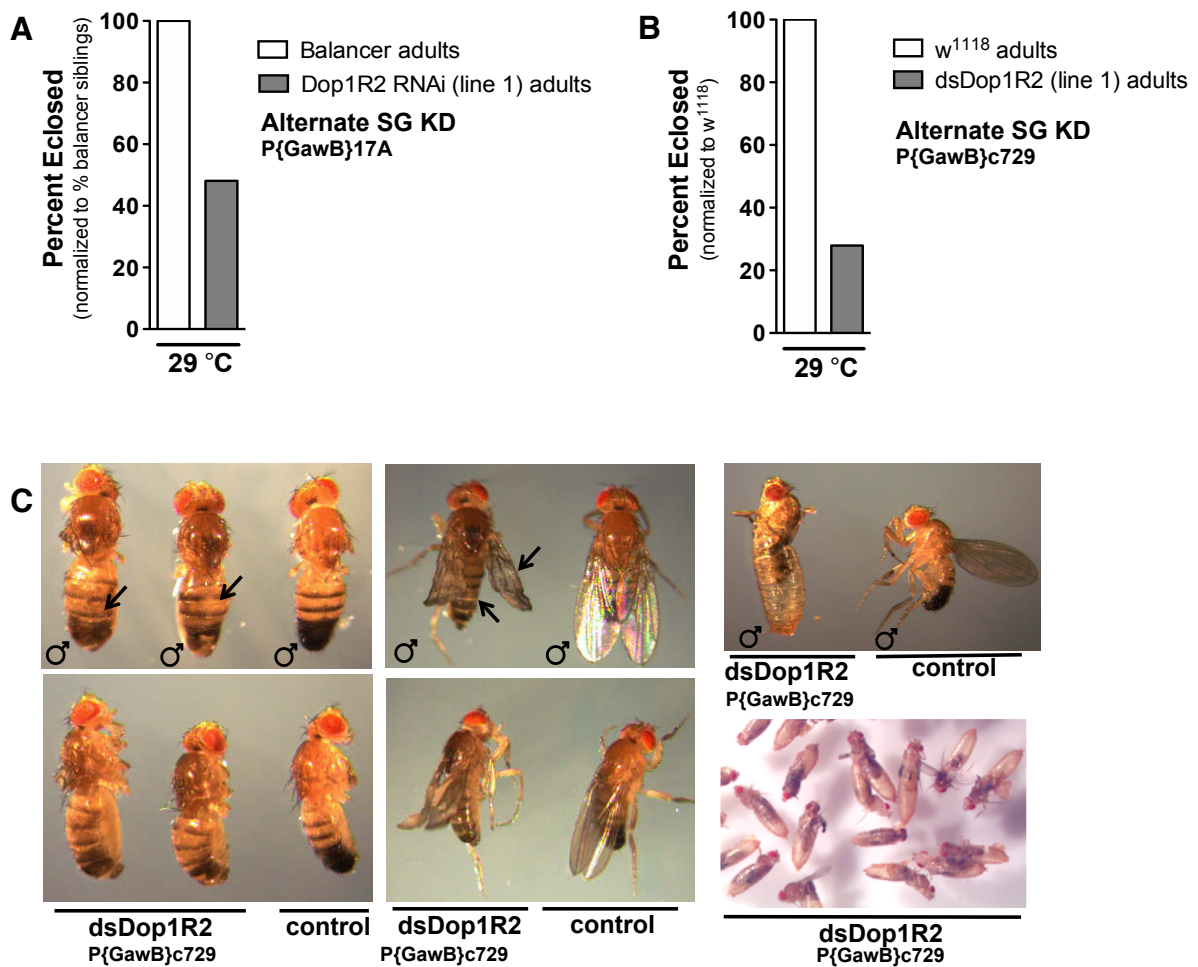 A
Percent Eclosed
(normalized to % balancer siblings)
100
80
60
40
20
0
29 °C
Balancer adults
Dop1R2 RNAi (line 1) adults
Alternate SG KD
P{GawB}17A
B
Percent Eclosed
(normalized to w1118)
100
80
60
40
20
0
29 °C
w1118 adults
dsDop1R2 (line 1) adults
Alternate SG KD
P{GawB}c729
C
♂
♂
♂
♂
♂
♂
♂
dsDop1R2
P{GawB}c729
control
dsDop1R2
P{GawB}c729
control
dsDop1R2
P{GawB}c729
control
dsDop1R2
P{GawB}c729